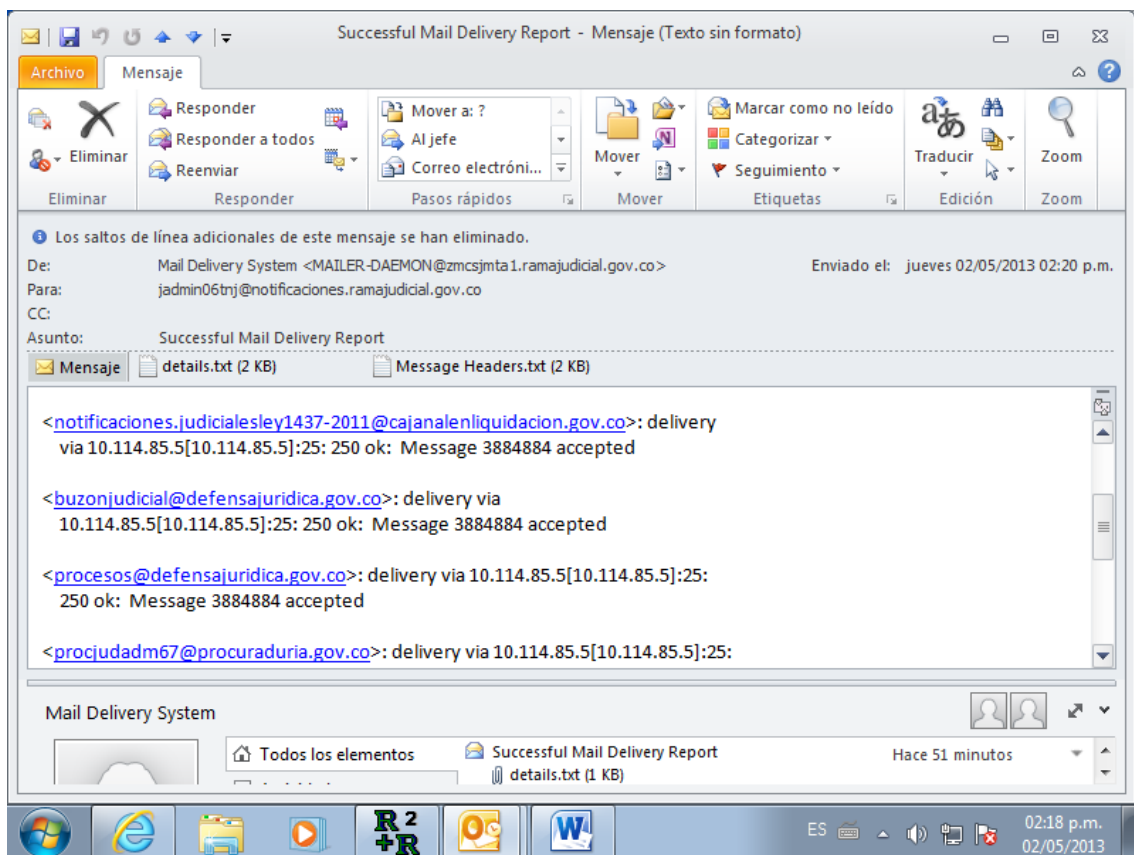 Successful Mail Delivery Report - Mensaje (Texto sin formato)
Archivo Mensaje
Eliminar
Responder
Responder a todos
Reenviar
Mover a: ?
Al jefe
Correo electróni...
Mover
Marcar como no leído
Categorizar
Seguimiento
Traducir
Zoom
Eliminar Responder Pasos rápidos Mover Etiquetas Edición Zoom
Los saltos de línea adicionales de este mensaje se han eliminado.
De: Mail Delivery System <MAILER-DAEMON@zmcsjmta1.ramajudicial.gov.co> Enviado el: jueves 02/05/2013 02:20 p.m.
Para: jadmin06tnj@notificaciones.ramajudicial.gov.co
CC:
Asunto: Successful Mail Delivery Report
Mensaje details.txt (2 KB) Message Headers.txt (2 KB)
<notificaciones.judicialesley1437-2011@cajanalenliquidacion.gov.co>: delivery
via 10.114.85.5[10.114.85.5]:25: 250 ok: Message 3884884 accepted
<buzonjudicial@defensajuridica.gov.co>: delivery via
10.114.85.5[10.114.85.5]:25: 250 ok: Message 3884884 accepted
<procesos@defensajuridica.gov.co>: delivery via 10.114.85.5[10.114.85.5]:25:
250 ok: Message 3884884 accepted
<procjudadm67@procuraduria.gov.co>: delivery via 10.114.85.5[10.114.85.5]:25:
Mail Delivery System
Todos los elementos Successful Mail Delivery Report Hace 51 minutos
details.txt (1 KB)
R 2
+R
ES 02:18 p.m.
02/05/2013